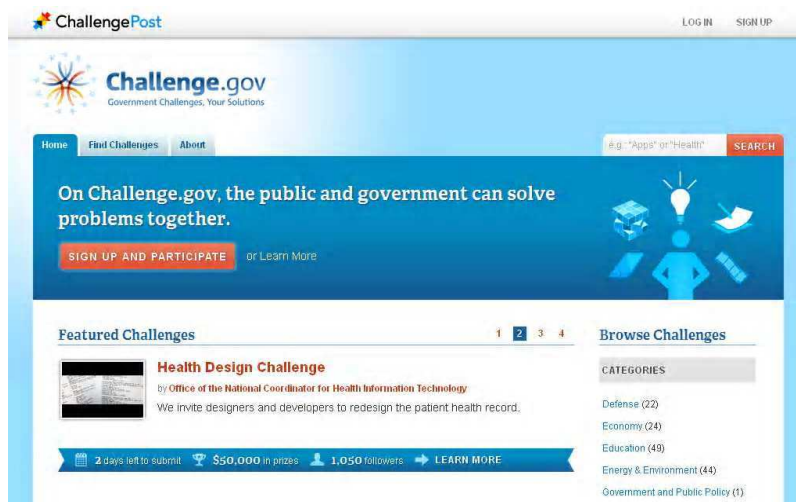 ChallengePost
LOG IN SIGN UP
Challenge.gov
Government Challenges, Your Solutions
Home Find Challenges About
e.g. "Apps" or "Health" SEARCH
On Challenge.gov, the public and government can solve
problems together.
SIGN UP AND PARTICIPATE or Learn More
Featured Challenges 1 2 3 4
Health Design Challenge
by Office of the National Coordinator for Health Information Technology
We invite designers and developers to redesign the patient health record.
2 days left to submit $50,000 in prizes 1,050 followers LEARN MORE
Browse Challenges
CATEGORIES
Defense (22)
Economy (24)
Education (49)
Energy & Environment (44)
Government and Public Policy (1)